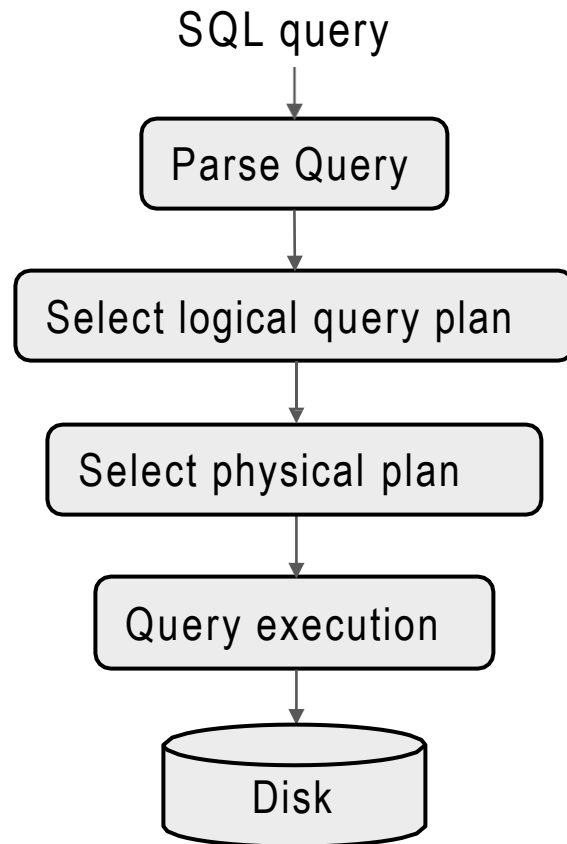 SQL query
Parse Query
Select logical query plan
Select physical plan
Query execution
Disk